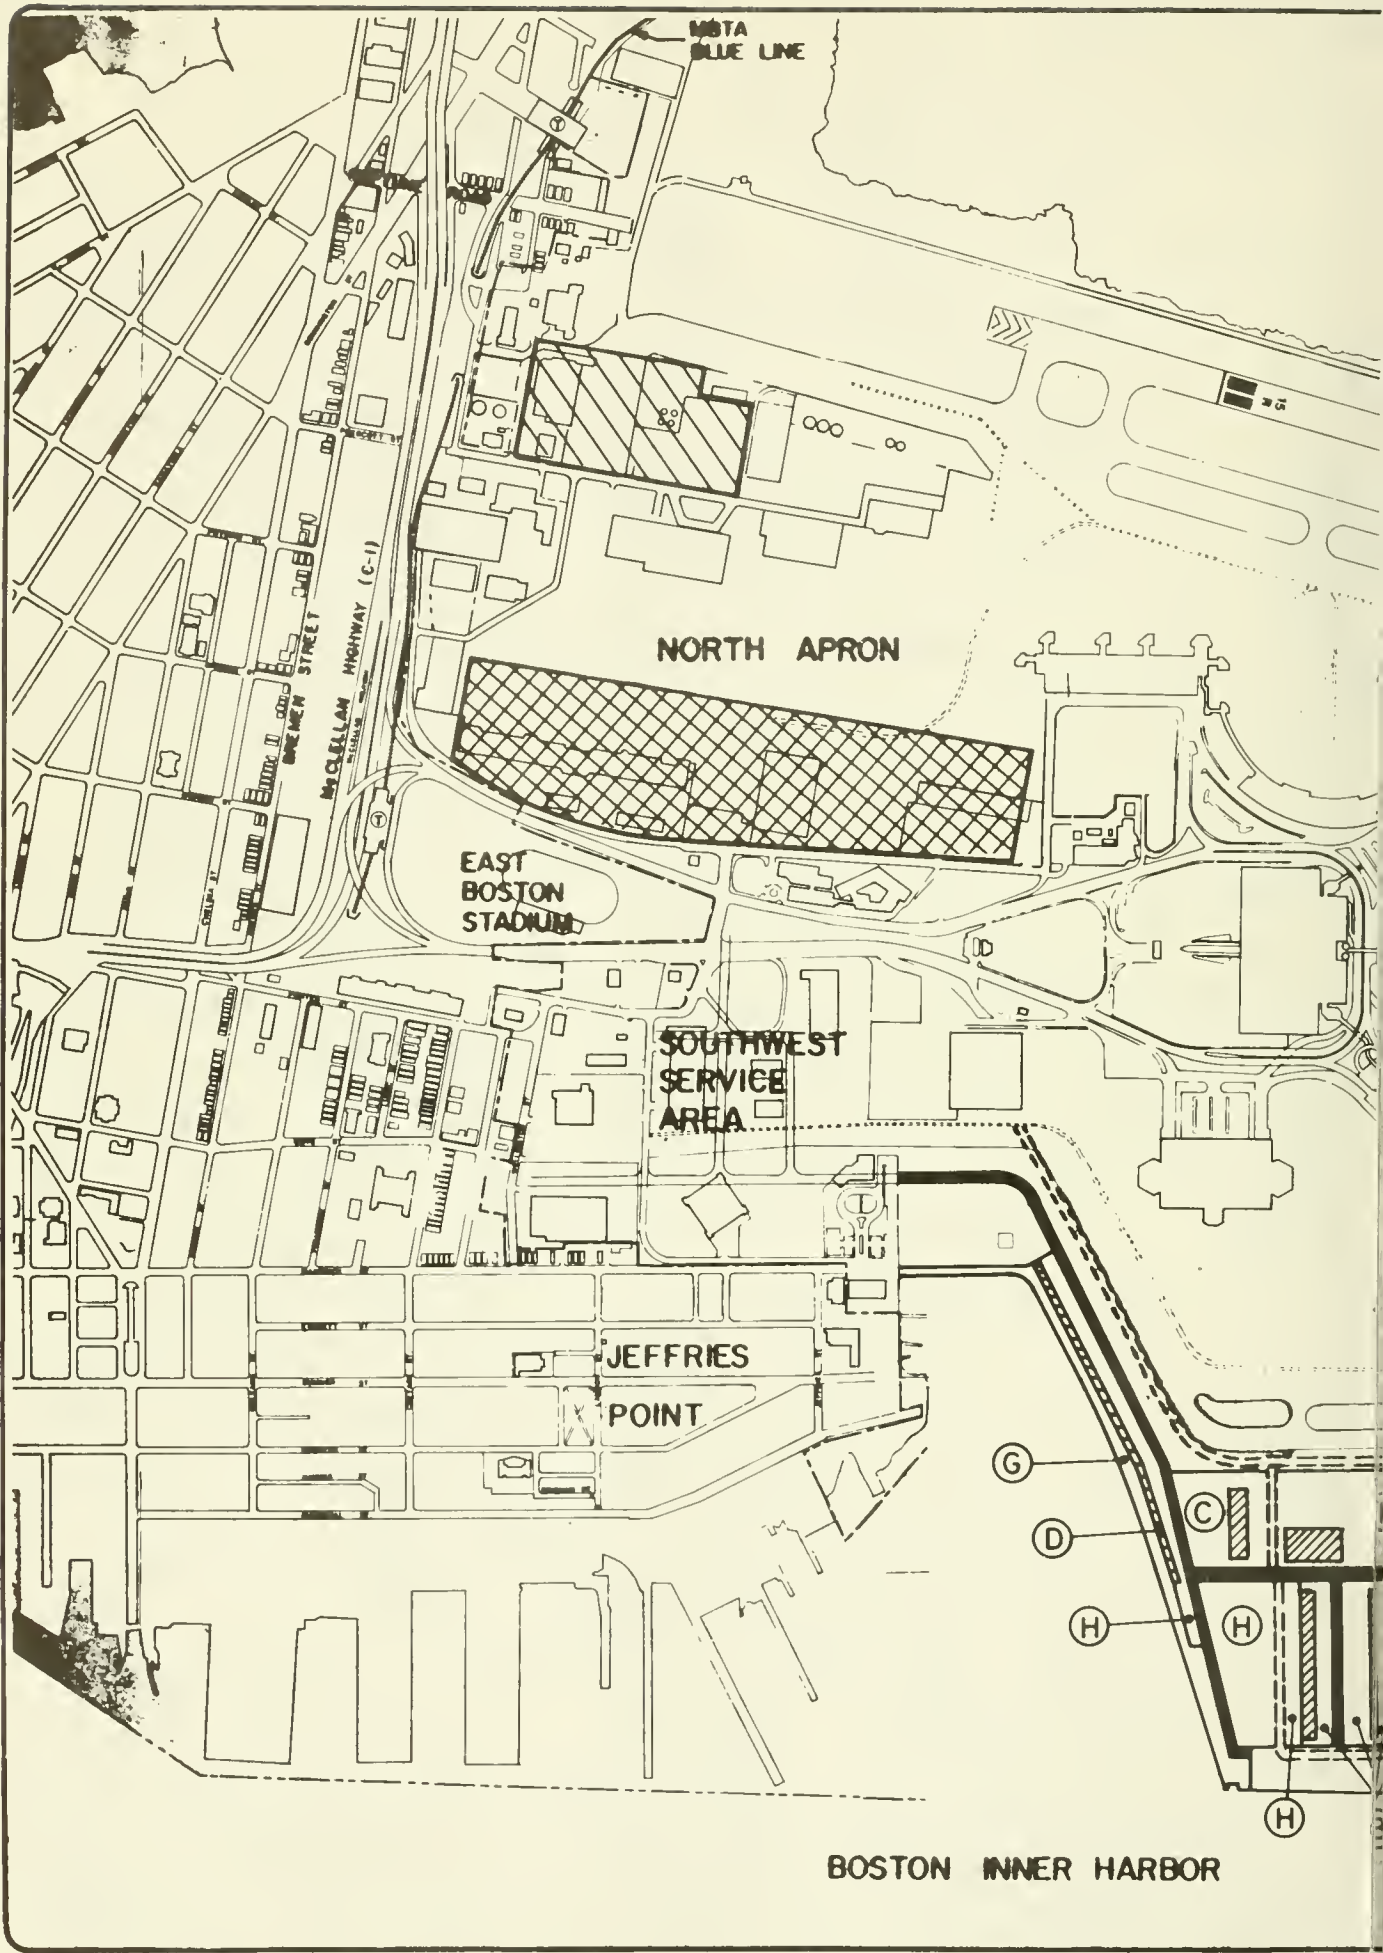 MBTA
BLUE LINE
T
15
R
NORTH APRON
BREMEN STREET
McCLELLAN HIGHWAY (C-1)
T
EAST
BOSTON
STADIUM
SOUTHWEST
SERVICE
AREA
JEFFRIES
POINT
G
C
D
H
H
H
BOSTON INNER HARBOR